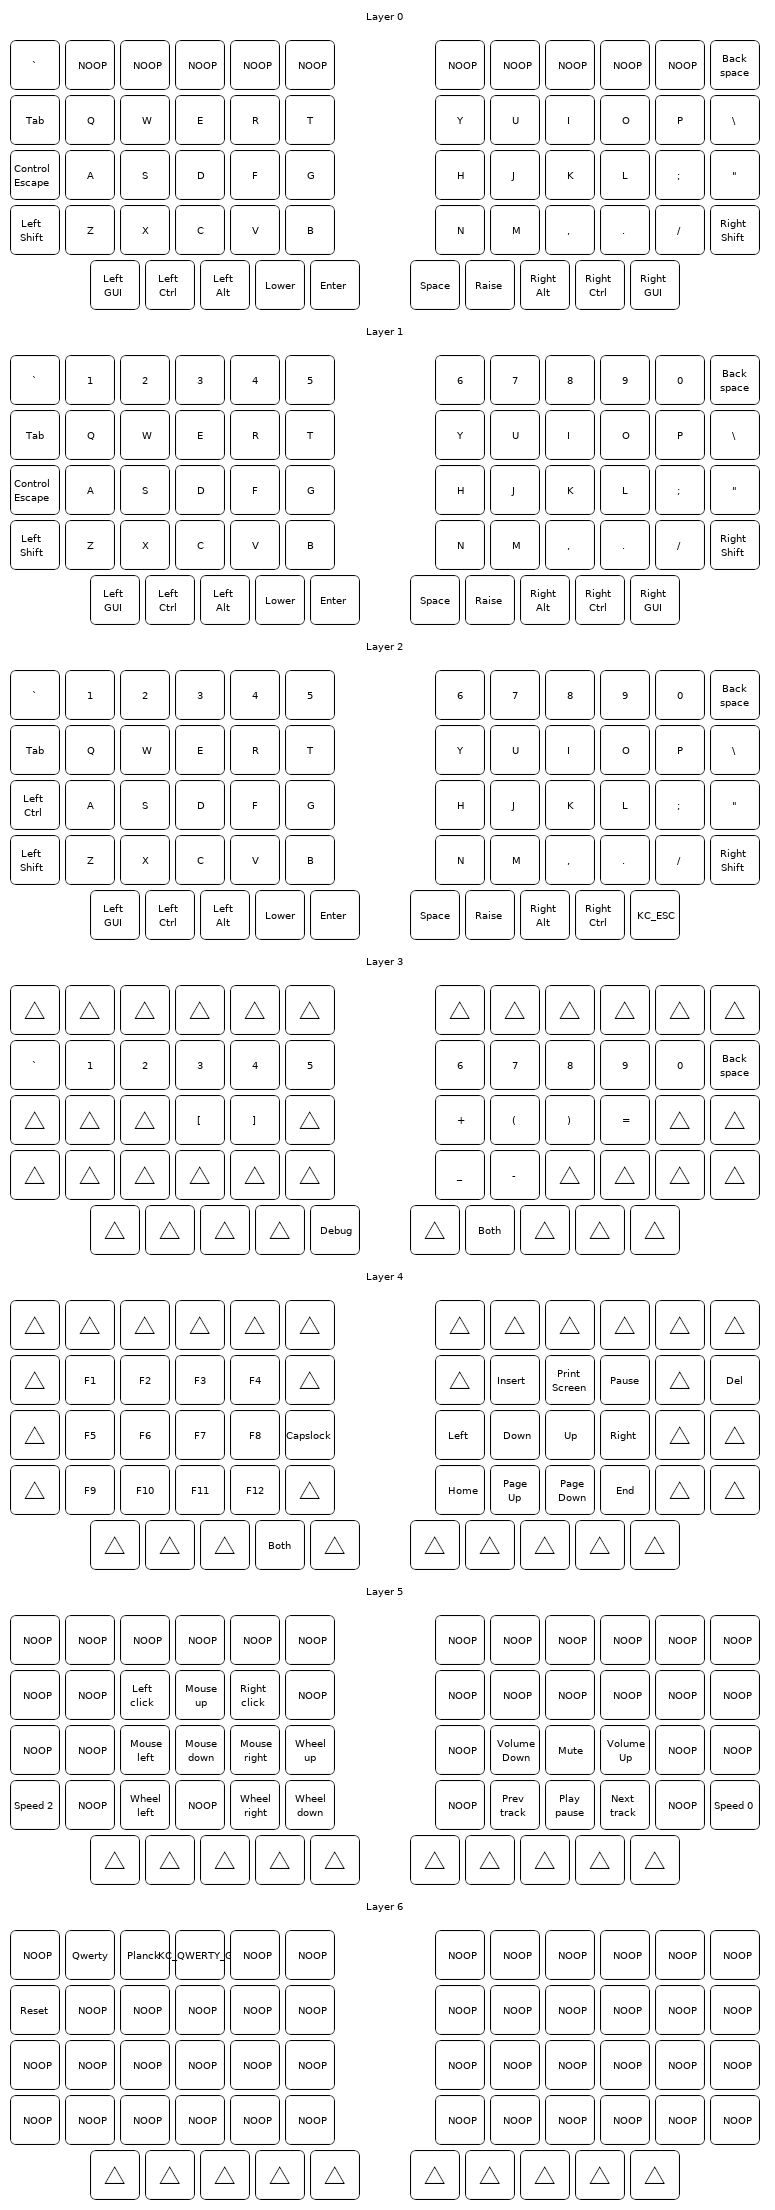 Layer 0
` NOOP NOOP NOOP NOOP NOOP NOOP NOOP NOOP NOOP NOOP Back space
Tab Q W E R T Y U I O P \
Control Escape A S D F G H J K L ; "
Left Shift Z X C V B N M , . / Right Shift
Left GUI Left Ctrl Left Alt Lower Enter Space Raise Right Alt Right Ctrl Right GUI
Layer 1
` 1 2 3 4 5 6 7 8 9 0 Back space
Tab Q W E R T Y U I O P \
Control Escape A S D F G H J K L ; "
Left Shift Z X C V B N M , . / Right Shift
Left GUI Left Ctrl Left Alt Lower Enter Space Raise Right Alt Right Ctrl Right GUI
Layer 2
` 1 2 3 4 5 6 7 8 9 0 Back space
Tab Q W E R T Y U I O P \
Left Ctrl A S D F G H J K L ; "
Left Shift Z X C V B N M , . / Right Shift
Left GUI Left Ctrl Left Alt Lower Enter Space Raise Right Alt Right Ctrl KC_ESC
Layer 3
` 1 2 3 4 5 6 7 8 9 0 Back space
[ ] + ( ) =
_ -
Debug Both
Layer 4
F1 F2 F3 F4 Insert Print Screen Pause Del
F5 F6 F7 F8 Capslock Left Down Up Right
F9 F10 F11 F12 Home Page Up Page Down End
Both
Layer 5
NOOP NOOP NOOP NOOP NOOP NOOP NOOP NOOP NOOP NOOP NOOP NOOP
NOOP NOOP Left click Mouse up Right click NOOP NOOP NOOP NOOP NOOP NOOP NOOP
NOOP NOOP Mouse left Mouse down Mouse right Wheel up NOOP Volume Down Mute Volume Up NOOP NOOP
Speed 2 NOOP Wheel left NOOP Wheel right Wheel down NOOP Prev track Play pause Next track NOOP Speed 0
Layer 6
NOOP Qwerty Planck KC_QWERTY_G NOOP NOOP NOOP NOOP NOOP NOOP NOOP NOOP
Reset NOOP NOOP NOOP NOOP NOOP NOOP NOOP NOOP NOOP NOOP NOOP
NOOP NOOP NOOP NOOP NOOP NOOP NOOP NOOP NOOP NOOP NOOP NOOP
NOOP NOOP NOOP NOOP NOOP NOOP NOOP NOOP NOOP NOOP NOOP NOOP